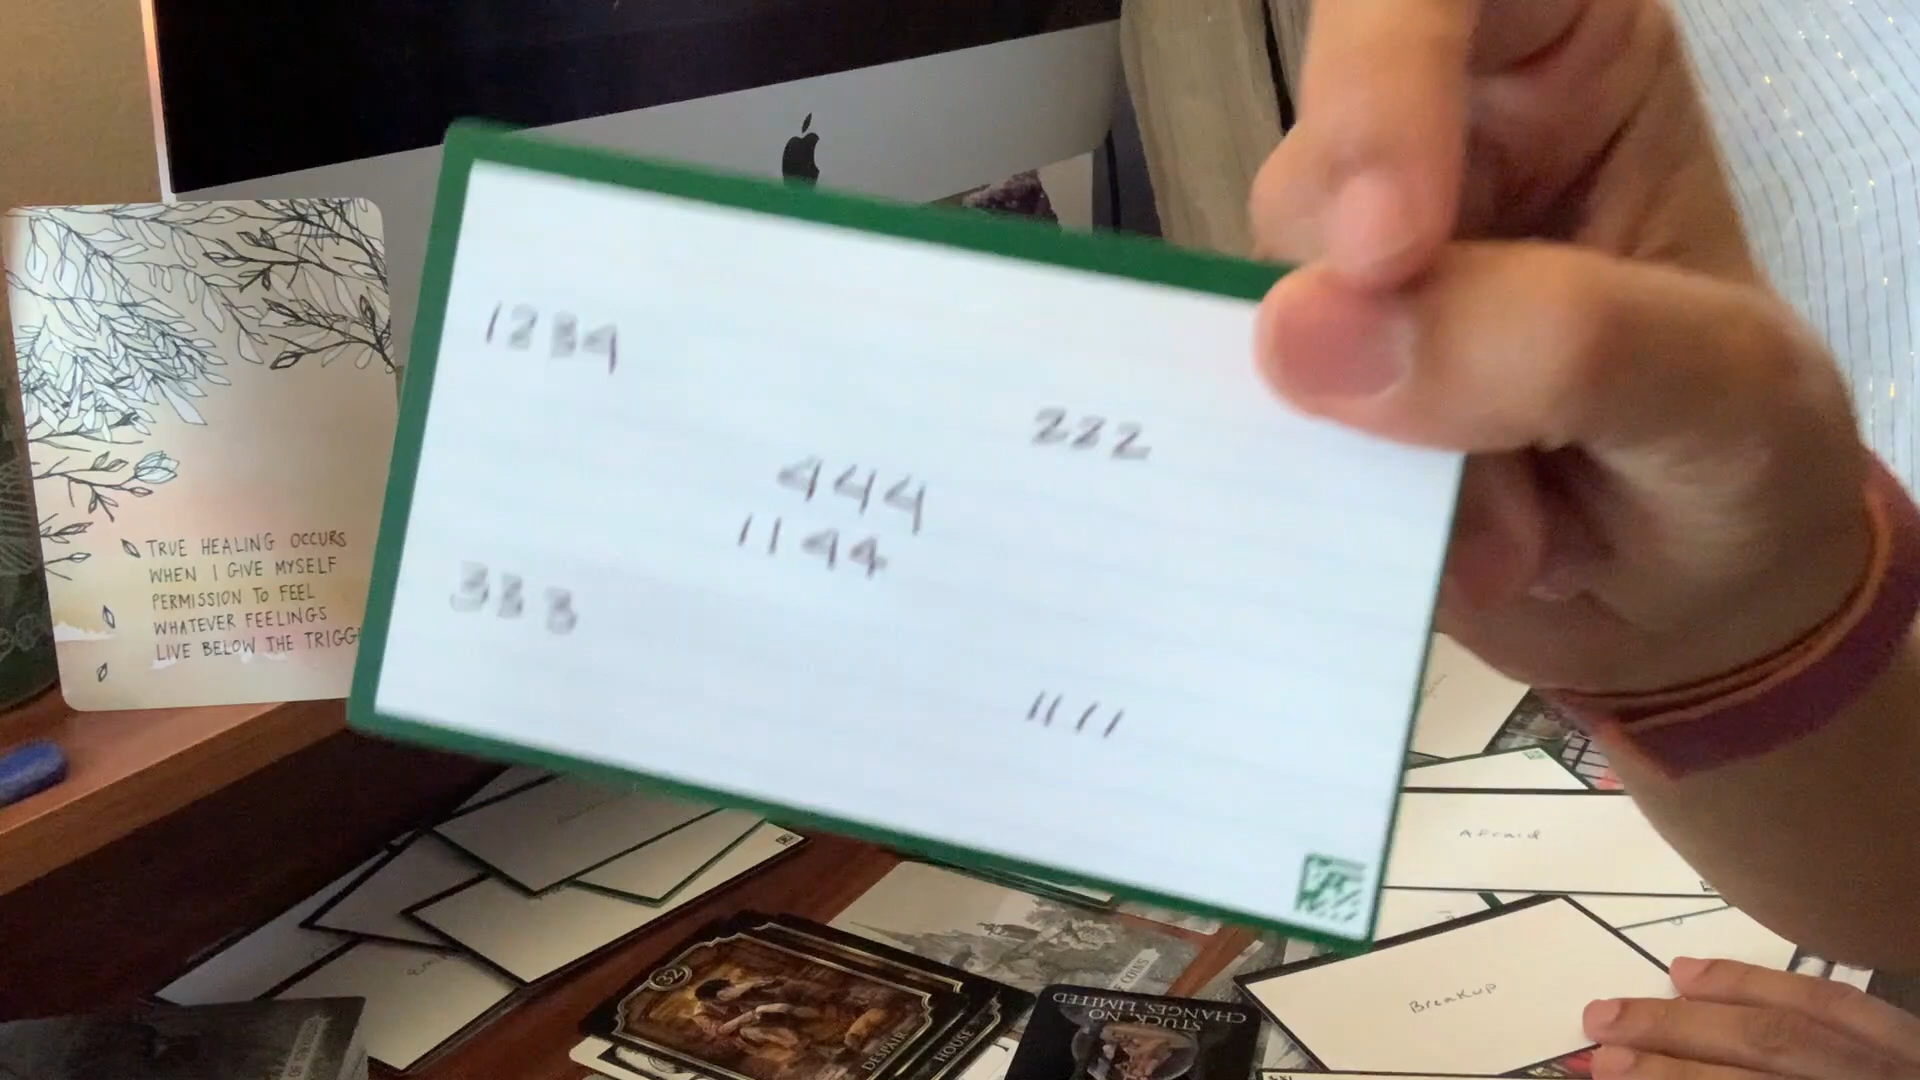 1234
222
444
1144
333
1111
TRUE HEALING OCCURS
WHEN I GIVE MYSELF
PERMISSION TO FEEL
WHATEVER FEELINGS
LIVE BELOW THE TRIGG
Afraid
Breakup
32
DESPAIR
HOUSE
COINS
STUCK, NO
CHANGES, LIMITED